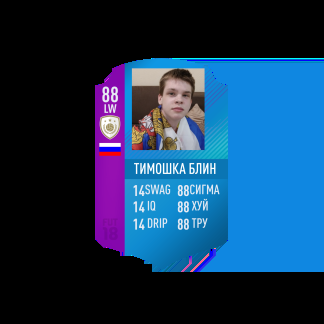 88
LW
ТИМОШКА БЛИН
14 SWAG 88 СИГМА
14 IQ 88 ХУЙ
14 DRIP 88 ТРУ